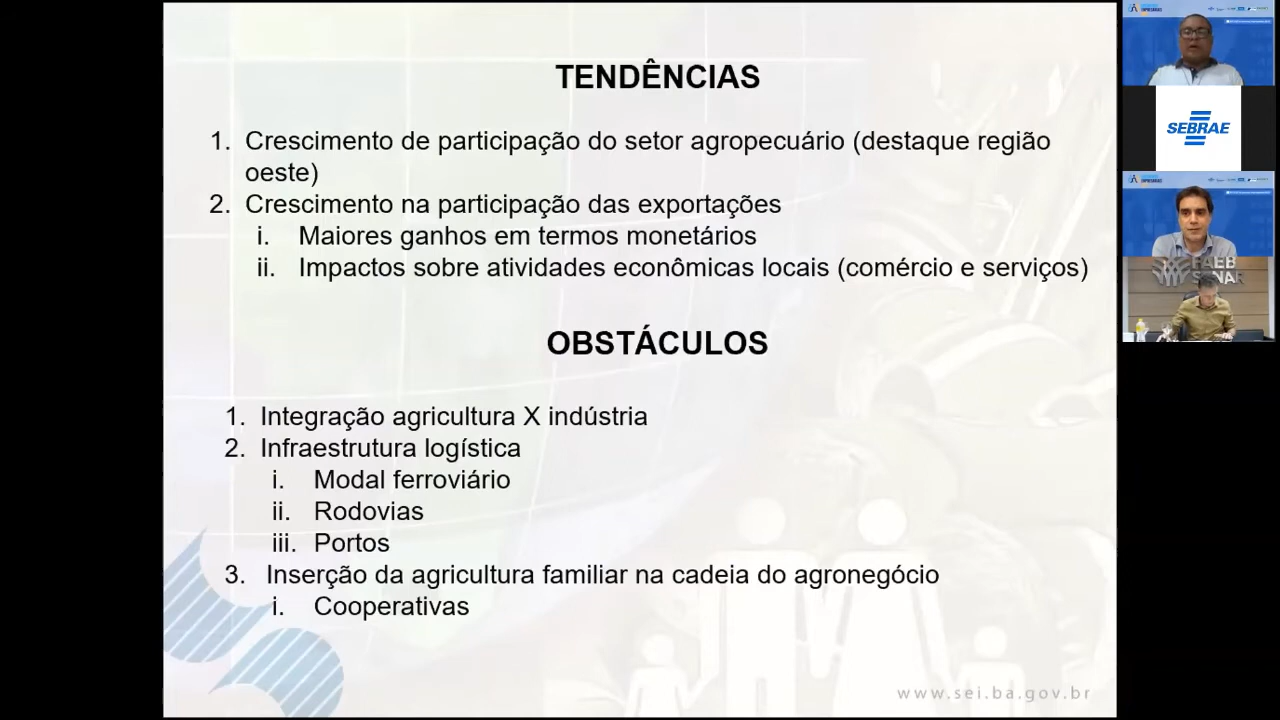 TENDÊNCIAS
1. Crescimento de participação do setor agropecuário (destaque região
oeste)
2. Crescimento na participação das exportações
i. Maiores ganhos em termos monetários
ii. Impactos sobre atividades econômicas locais (comércio e serviços)
OBSTÁCULOS
1. Integração agricultura X indústria
2. Infraestrutura logística
i. Modal ferroviário
ii. Rodovias
iii. Portos
3. Inserção da agricultura familiar na cadeia do agronegócio
i. Cooperativas
www.sei.ba.gov.br
SEBRAE
FAEB
SENAR